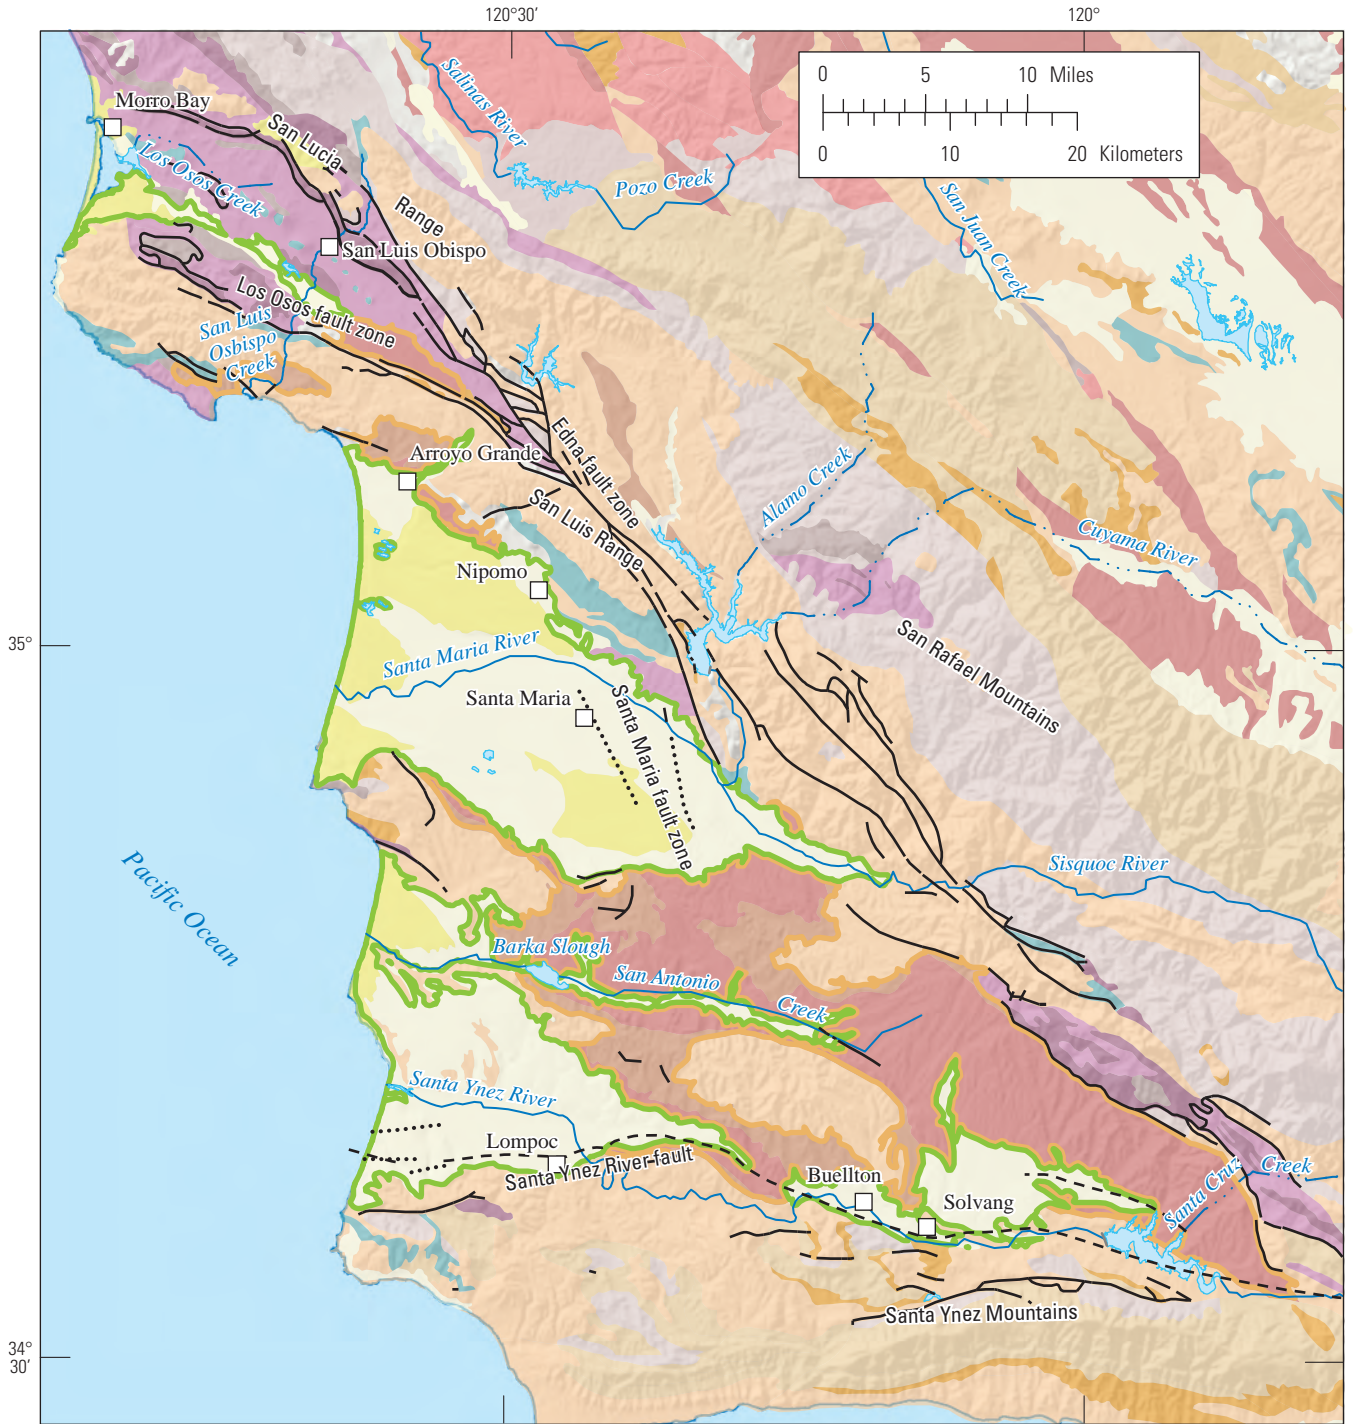 120°30′
120°
0 5 10 Miles
0 10 20 Kilometers
Salinas River
Morro Bay
San Lucia
Range
Los Osos Creek
Pozo Creek
San Juan Creek
San Luis Obispo
Los Osos fault zone
San Luis
Osbispo
Creek
Arroyo Grande
Edna fault zone
Alamo Creek
San Luis Range
Cuyama River
Nipomo
35°
Santa Maria River
San Rafael Mountains
Santa Maria
Santa Maria fault zone
Pacific Ocean
Sisquoc River
Barka Slough
San Antonio
Creek
Santa Ynez River
Lompoc
Santa Ynez River fault
Buellton
Solvang
Santa Cruz
Creek
Santa Ynez Mountains
34°
30′